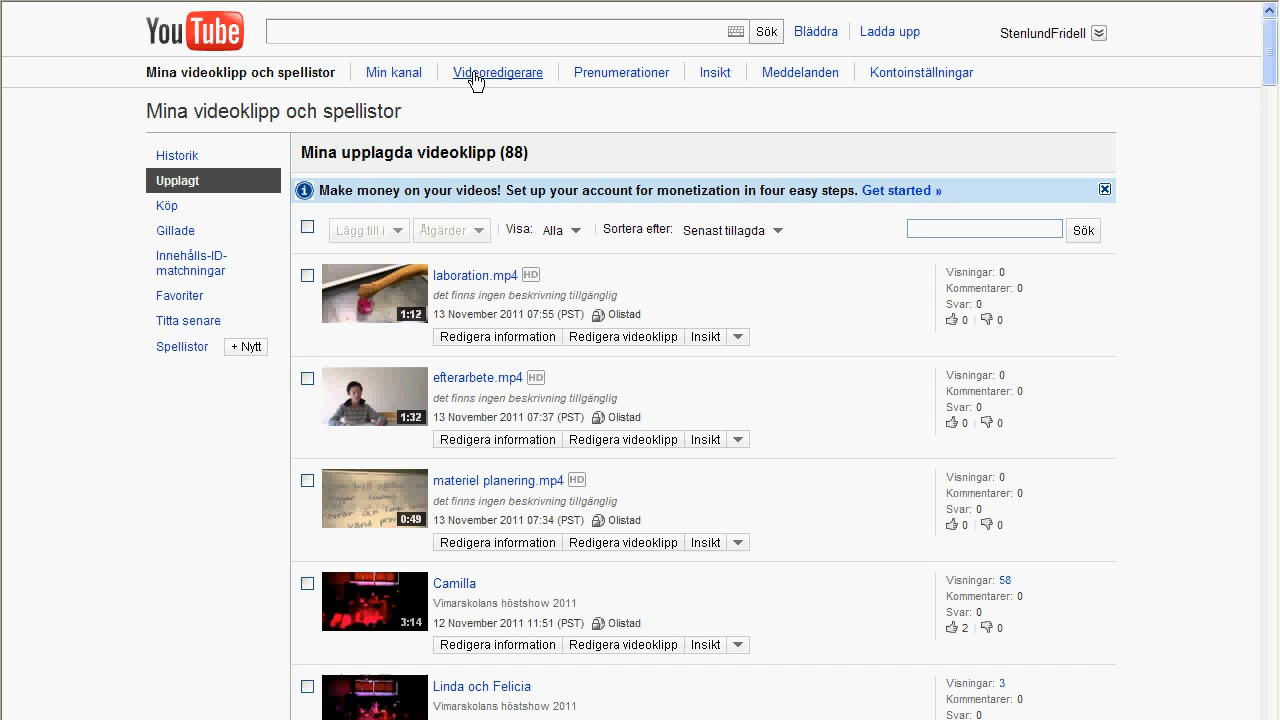 YouTube
Sök
Bläddra
Ladda upp
StenlundFridell
Mina videoklipp och spellistor
Min kanal
Videoredigerare
Prenumerationer
Insikt
Meddelanden
Kontoinställningar
Mina videoklipp och spellistor
Historik
Upplagt
Köp
Gillade
Innehålls-ID-
matchningar
Favoriter
Titta senare
Spellistor
+ Nytt
Mina upplagda videoklipp (88)
Make money on your videos! Set up your account for monetization in four easy steps. Get started »
Lägg till i
Åtgärder
Visa: Alla
Sortera efter: Senast tillagda
Sök
1:12
laborat­ion.mp4 HD
det finns ingen beskrivning tillgänglig
13 November 2011 07:55 (PST) Olistad
Redigera information
Redigera videoklipp
Insikt
Visningar: 0
Kommentarer: 0
Svar: 0
0 0
1:32
efterarbete.mp4 HD
det finns ingen beskrivning tillgänglig
13 November 2011 07:37 (PST) Olistad
Redigera information
Redigera videoklipp
Insikt
Visningar: 0
Kommentarer: 0
Svar: 0
0 0
0:49
materiel planering.mp4 HD
det finns ingen beskrivning tillgänglig
13 November 2011 07:34 (PST) Olistad
Redigera information
Redigera videoklipp
Insikt
Visningar: 0
Kommentarer: 0
Svar: 0
0 0
3:14
Camilla
Vimarskolans höstshow 2011
12 November 2011 11:51 (PST) Olistad
Redigera information
Redigera videoklipp
Insikt
Visningar: 58
Kommentarer: 0
Svar: 0
2 0
Linda och Felicia
Vimarskolans höstshow 2011
Visningar: 3
Kommentarer: 0
Svar: 0